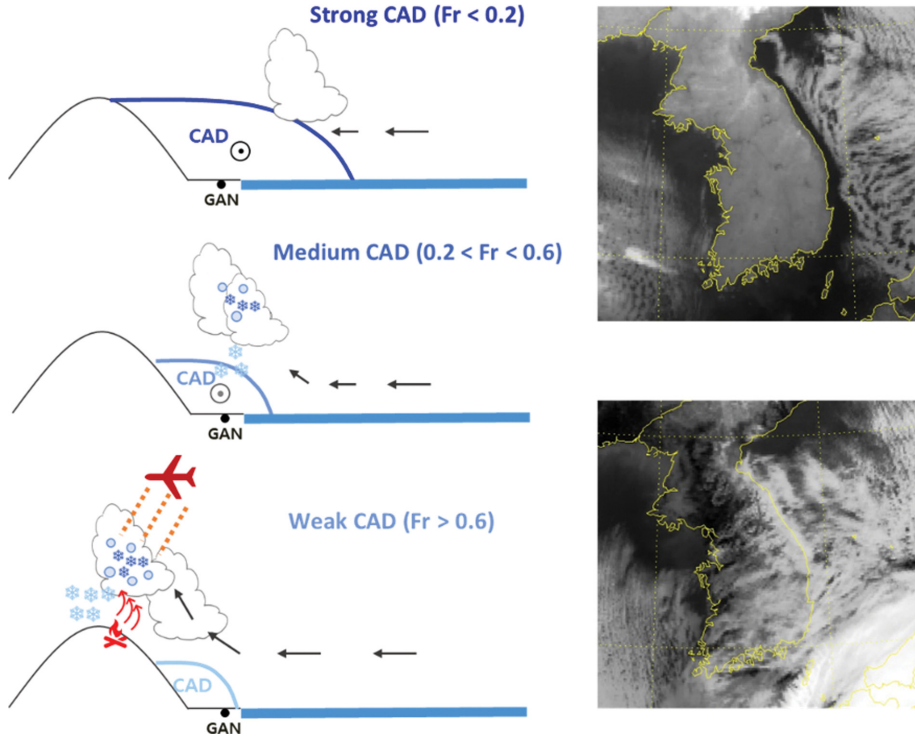 Strong CAD (Fr < 0.2)
CAD
GAN
Medium CAD (0.2 < Fr < 0.6)
CAD
GAN
Weak CAD (Fr > 0.6)
CAD
GAN